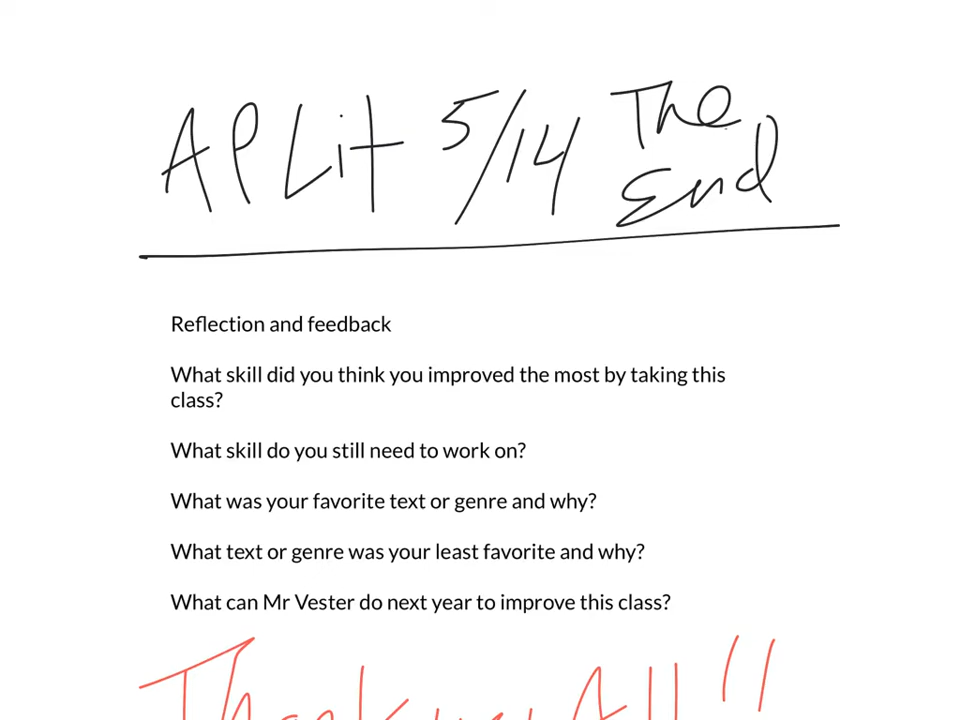 AP Lit 5/14 The
End
Reflection and feedback
What skill did you think you improved the most by taking this
class?
What skill do you still need to work on?
What was your favorite text or genre and why?
What text or genre was your least favorite and why?
What can Mr Vester do next year to improve this class?
Thank you All!!